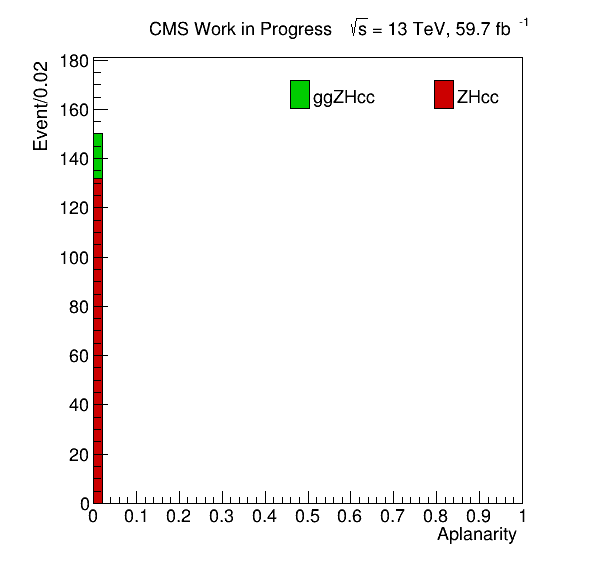 CMS Work in Progress √s = 13 TeV, 59.7 fb -1
Event/0.02
180
160
140
120
100
80
60
40
20
0
ggZHcc
ZHcc
0 0.1 0.2 0.3 0.4 0.5 0.6 0.7 0.8 0.9 1
Aplanarity